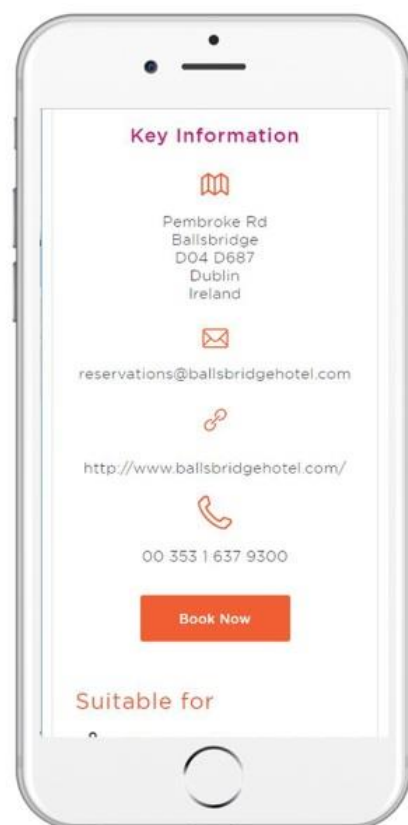 Key Information
Pembroke Rd
Ballsbridge
D04 D687
Dublin
Ireland
reservations@ballsbridgehotel.com
http://www.ballsbridgehotel.com/
00 353 1 637 9300
Book Now
Suitable for